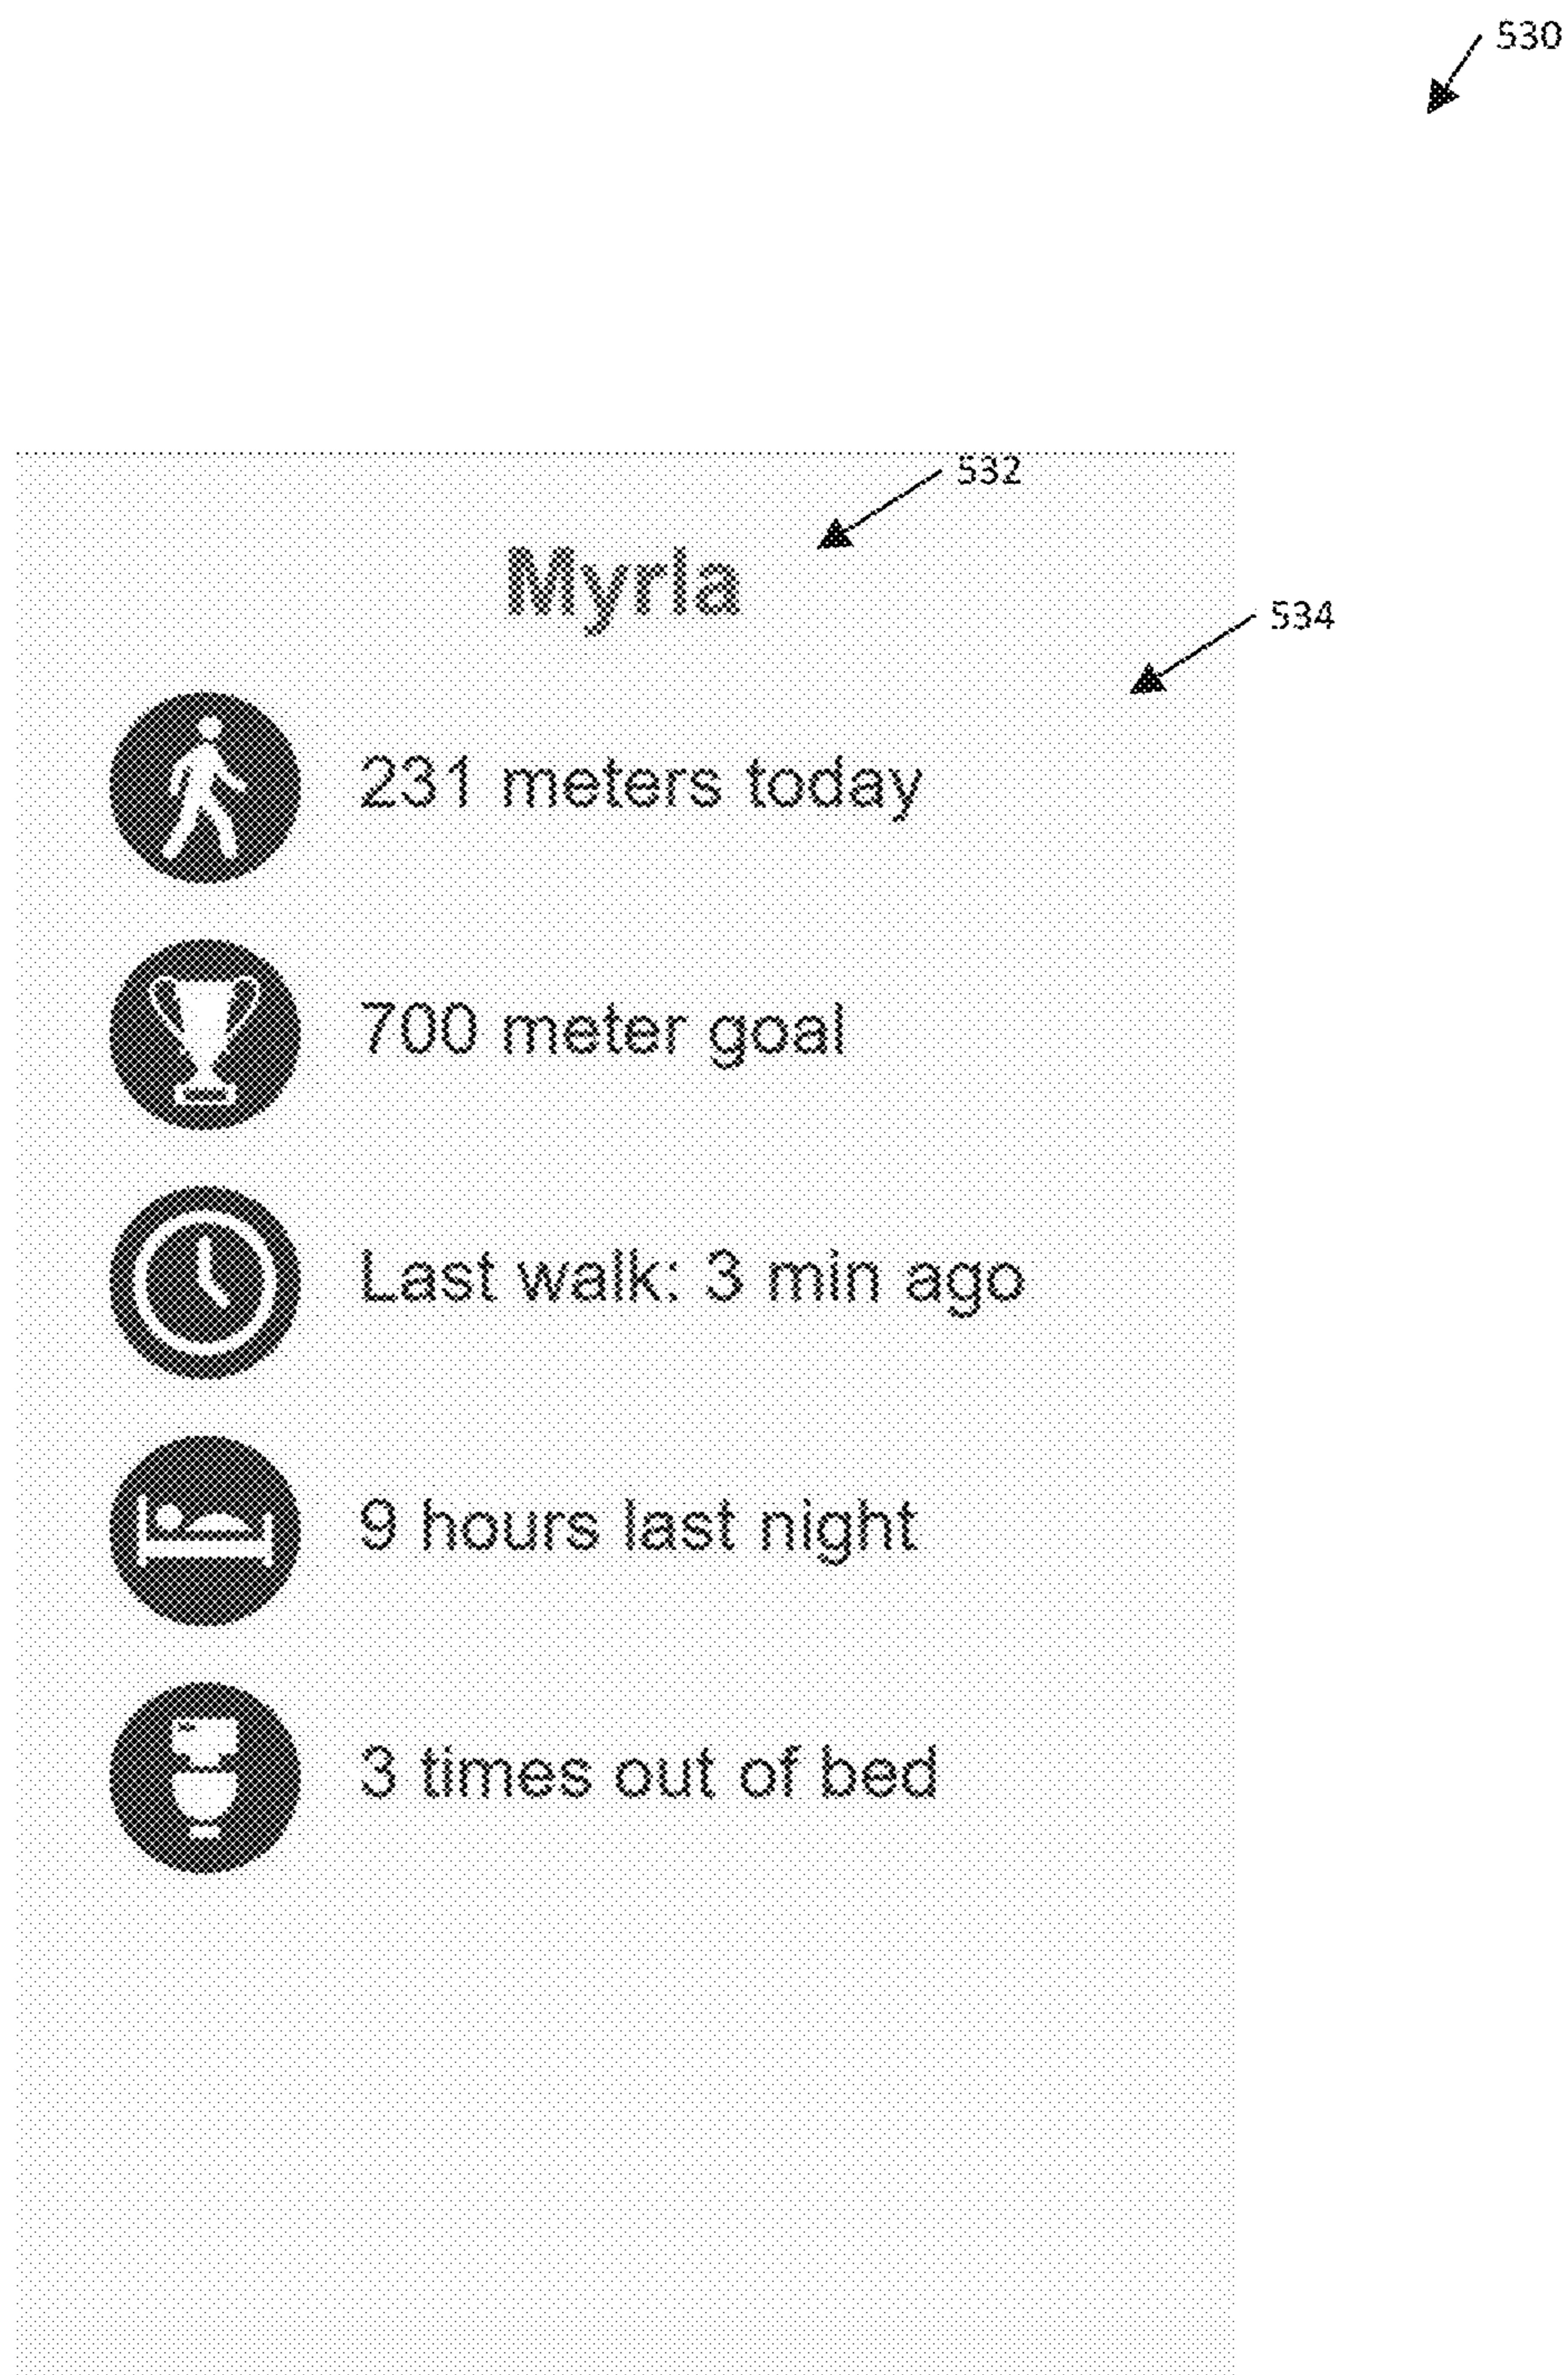 530
532
Myrla
534
231 meters today
700 meter goal
Last walk: 3 min ago
9 hours last night
3 times out of bed